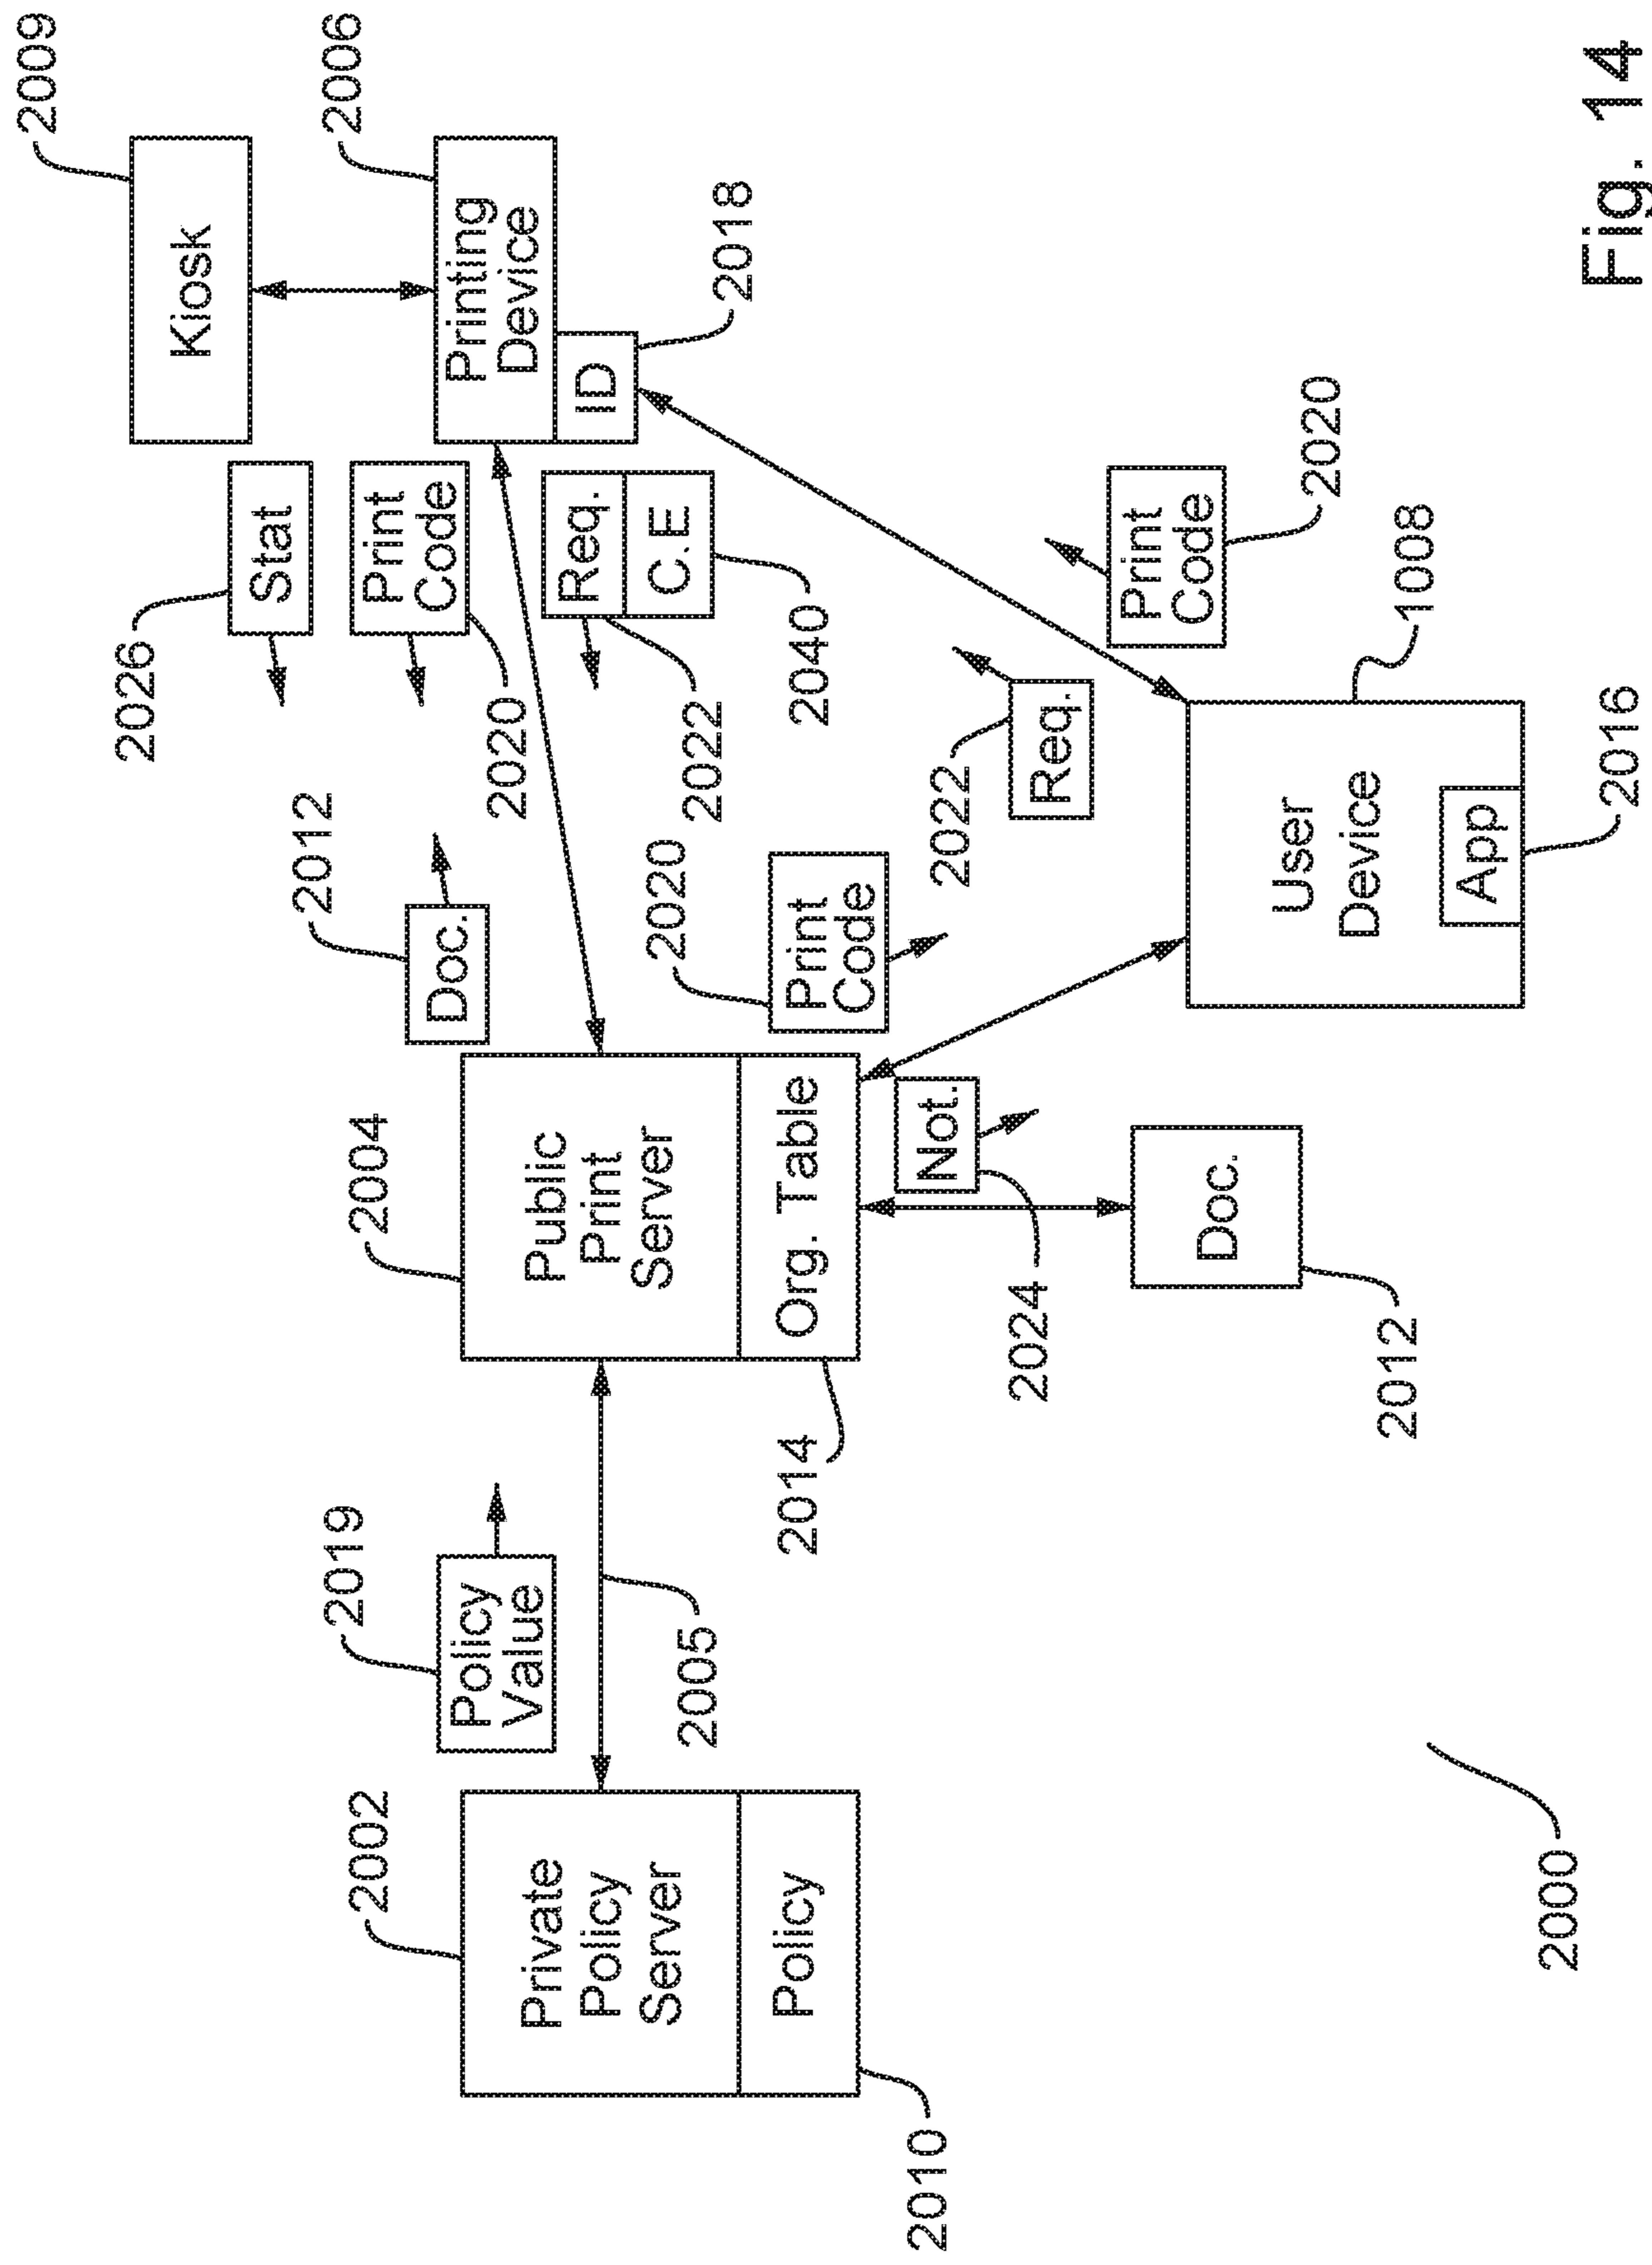 2009
Kiosk
2006
Printing
Device
ID
2018
2026
Stat
Print
Code
2020
Req.
C.E
2022
2040
2012
Doc.
2004
Public
Print
Server
Org. Table
2014
2020
Print
Code
2022
Req.
Print
Code
2020
User
Device
1008
App
2016
Not.
2024
Doc.
2012
2019
Policy
Value
2005
2002
Private
Policy
Server
Policy
2010
2000
Fig. 14